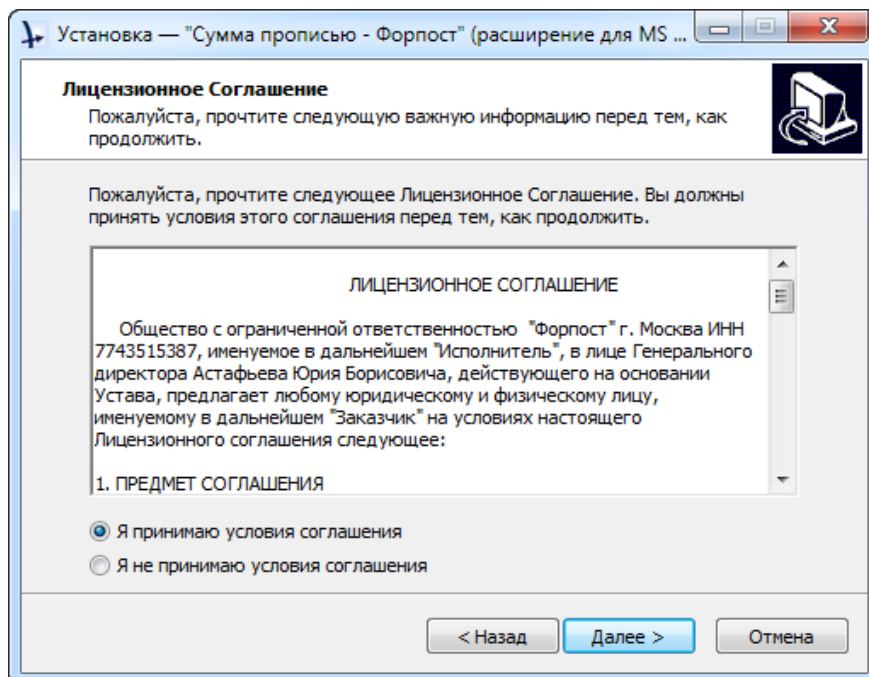 Установка — "Сумма прописью - Форпост" (расширение для MS ...
Лицензионное Соглашение
Пожалуйста, прочтите следующую важную информацию перед тем, как
продолжить.
Пожалуйста, прочтите следующее Лицензионное Соглашение. Вы должны
принять условия этого соглашения перед тем, как продолжить.
ЛИЦЕНЗИОННОЕ СОГЛАШЕНИЕ
Общество с ограниченной ответственностью "Форпост" г. Москва ИНН
7743515387, именуемое в дальнейшем "Исполнитель", в лице Генерального
директора Астафьева Юрия Борисовича, действующего на основании
Устава, предлагает любому юридическому и физическому лицу,
именуемому в дальнейшем "Заказчик" на условиях настоящего
Лицензионного соглашения следующее:
1. ПРЕДМЕТ СОГЛАШЕНИЯ
Я принимаю условия соглашения
Я не принимаю условия соглашения
< Назад
Далее >
Отмена